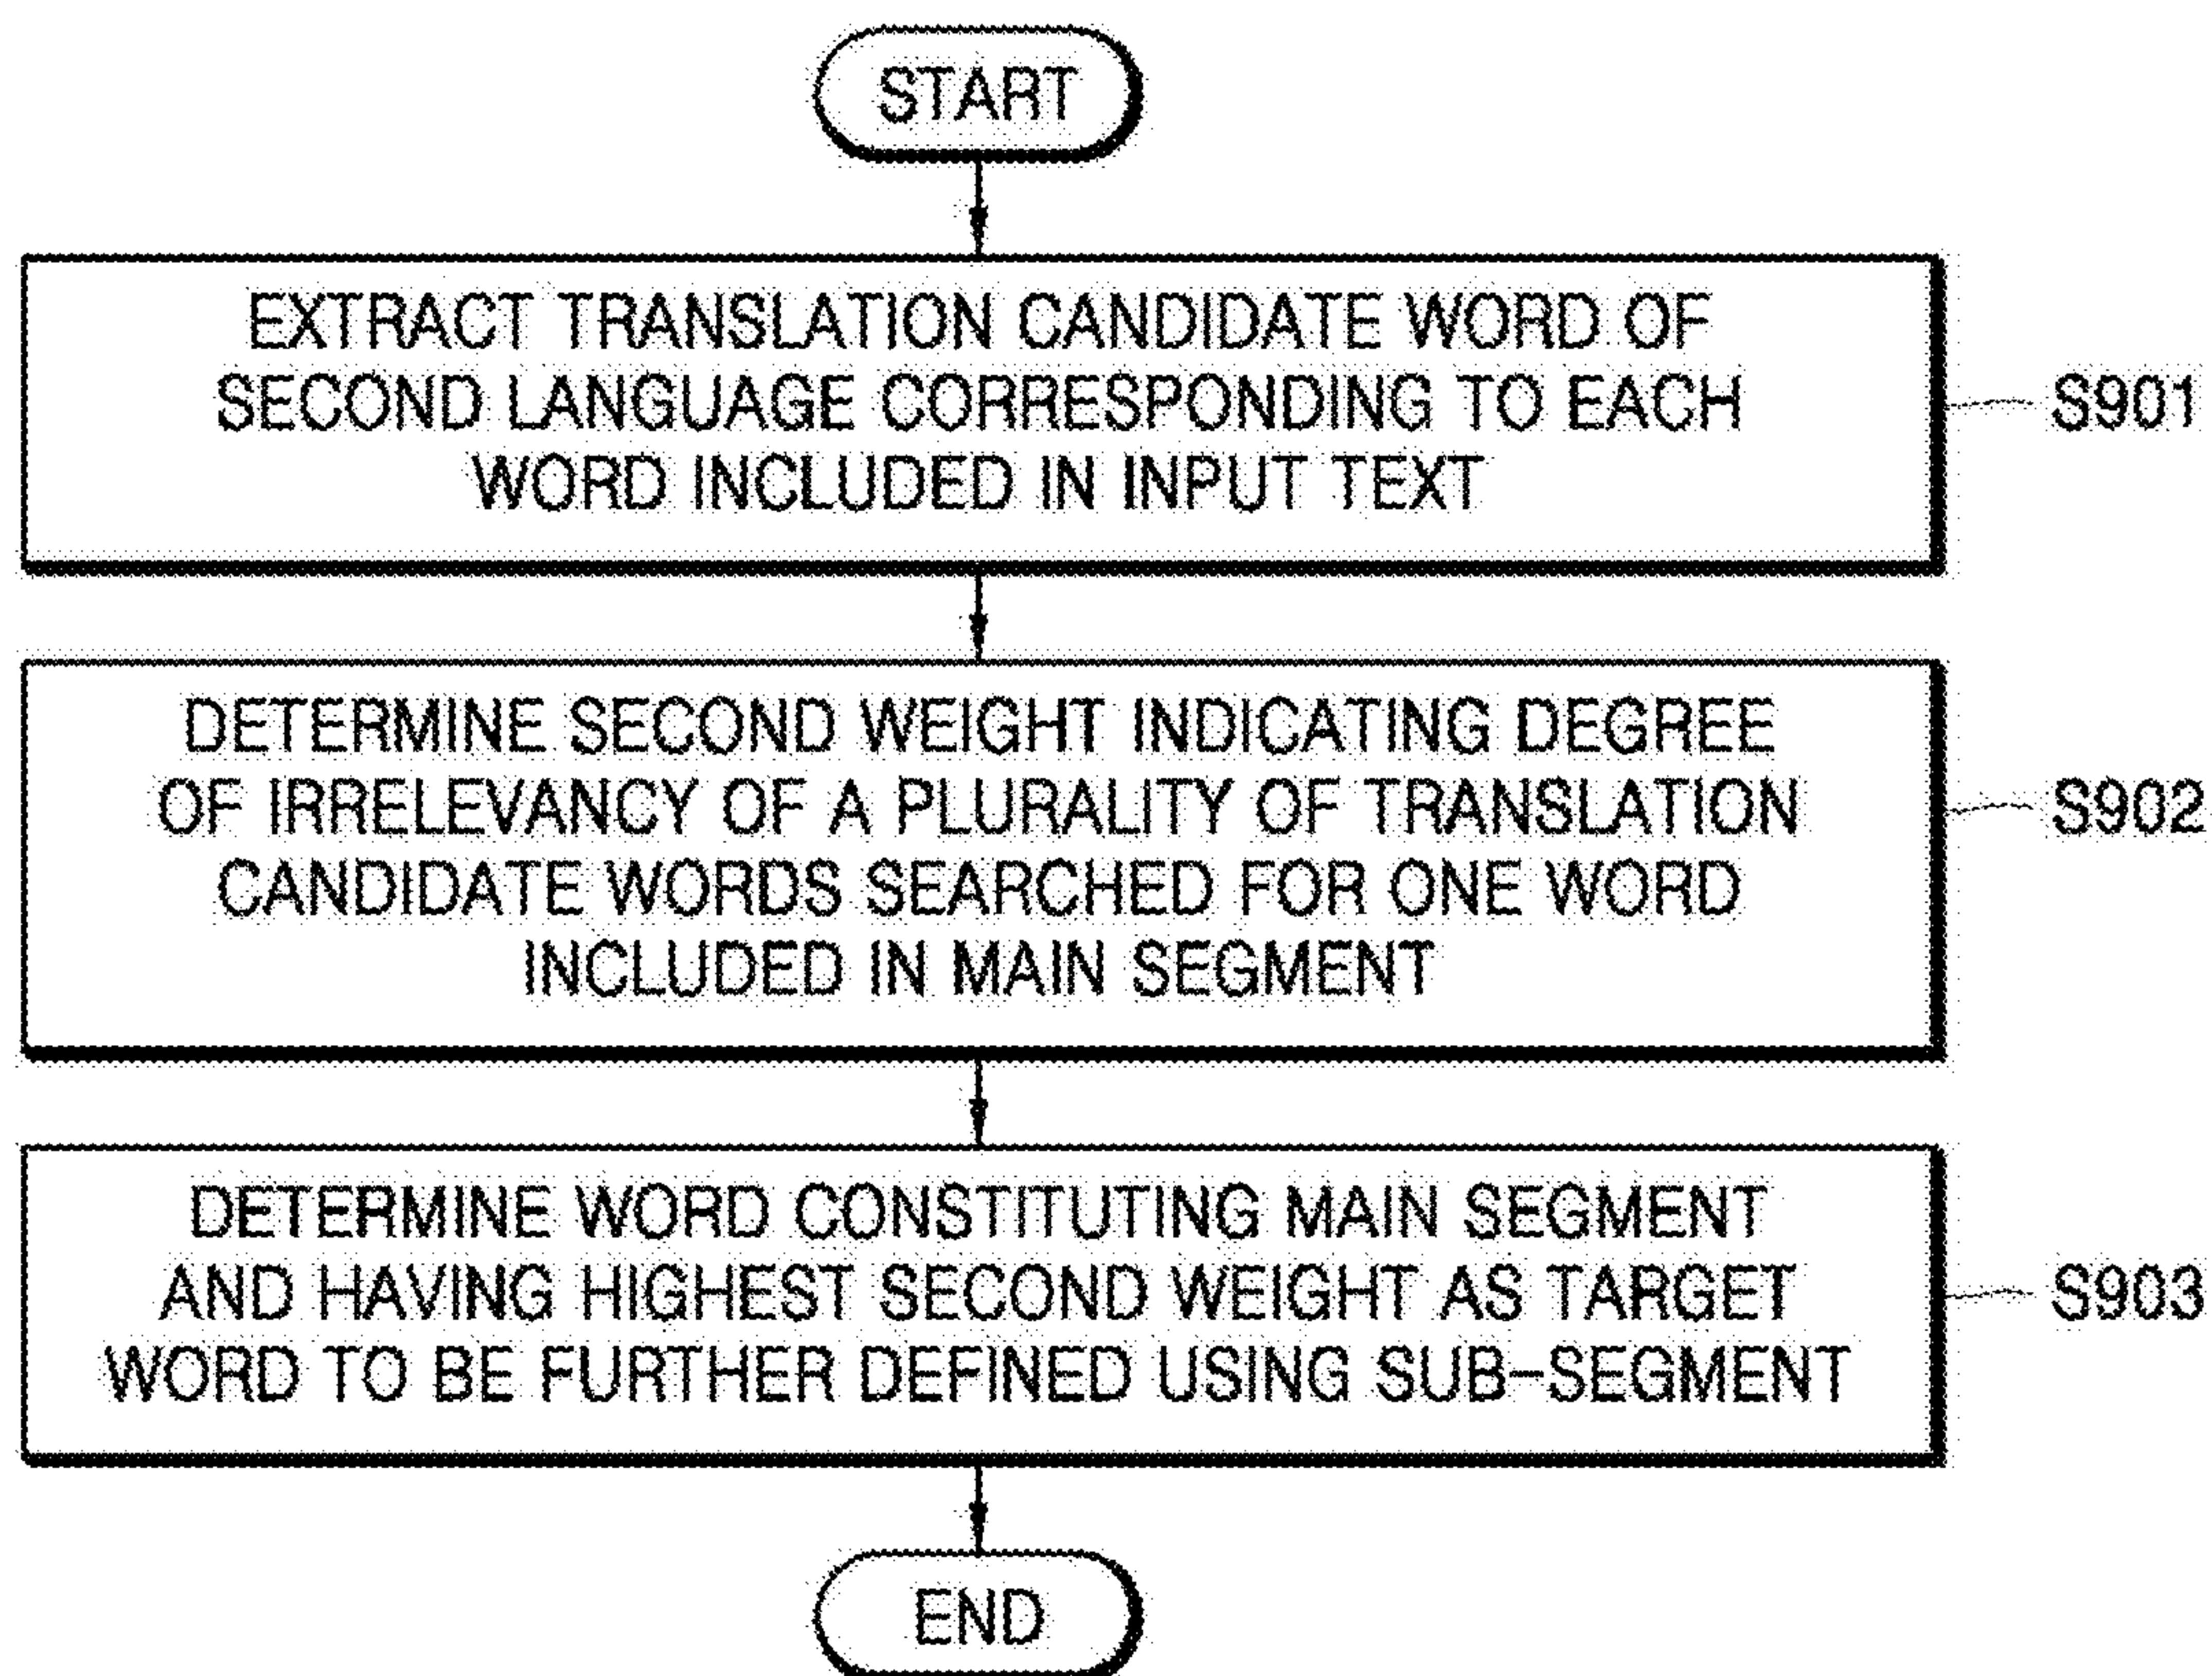 START
EXTRACT TRANSLATION CANDIDATE WORD OF
SECOND LANGUAGE CORRESPONDING TO EACH
WORD INCLUDED IN INPUT TEXT
S901
DETERMINE SECOND WEIGHT INDICATING DEGREE
OF IRRELEVANCY OF A PLURALITY OF TRANSLATION
CANDIDATE WORDS SEARCHED FOR ONE WORD
INCLUDED IN MAIN SEGMENT
S902
DETERMINE WORD CONSTITUTING MAIN SEGMENT
AND HAVING HIGHEST SECOND WEIGHT AS TARGET
WORD TO BE FURTHER DEFINED USING SUB-SEGMENT
S903
END